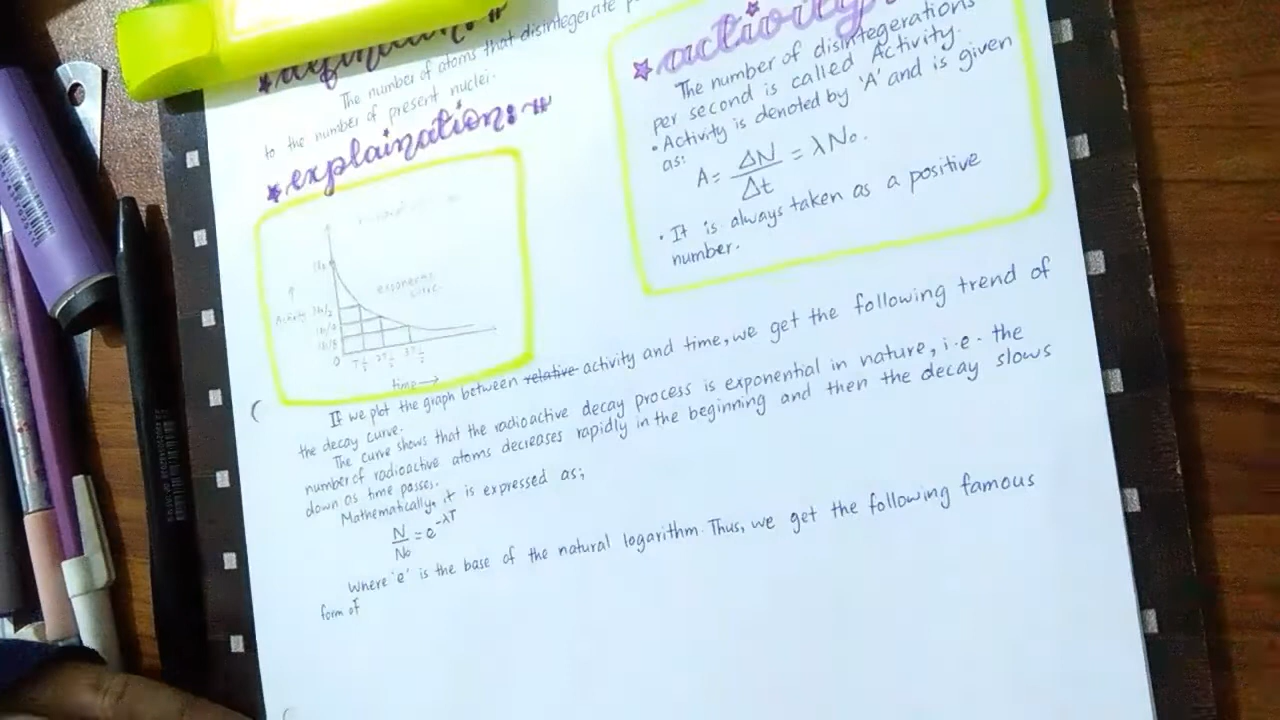 The number of atoms that disintegerate
to the number of present nuclei.
explaination:
exponential
curve.
Activity
0
time
activity
The number of disintegerations
per second is called Activity.
• Activity is denoted by 'A' and is given
as:
A = ΔN/Δt = λN₀.
• It is always taken as a positive
number.
If we plot the graph between relative activity and time, we get the following trend of
the decay curve.
The curve shows that the radioactive decay process is exponential in nature, i.e. the
number of radioactive atoms decreases rapidly in the beginning and then the decay slows
down as time passes.
Mathematically, it is expressed as;
N/N₀ = e^-λT
Where 'e' is the base of the natural logarithm. Thus, we get the following famous
form of